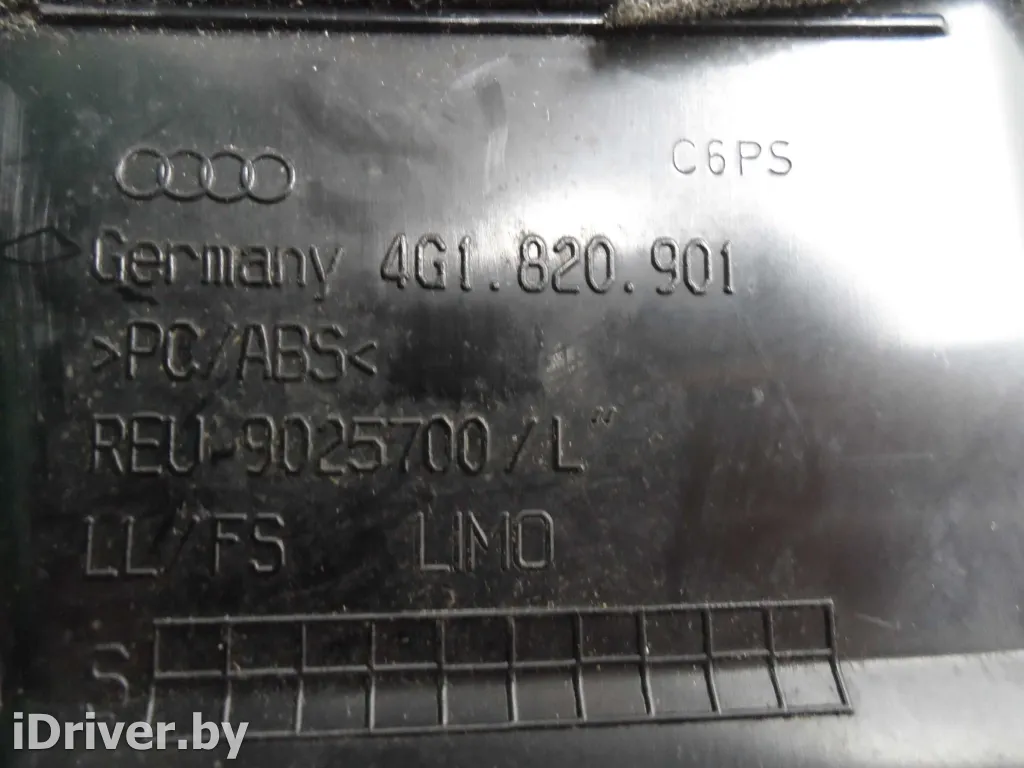 C6PS
Germany 4G1.820.901
>PC/ABS<
REU-9025700/L"
LL/FS LIMO
S
iDriver.by